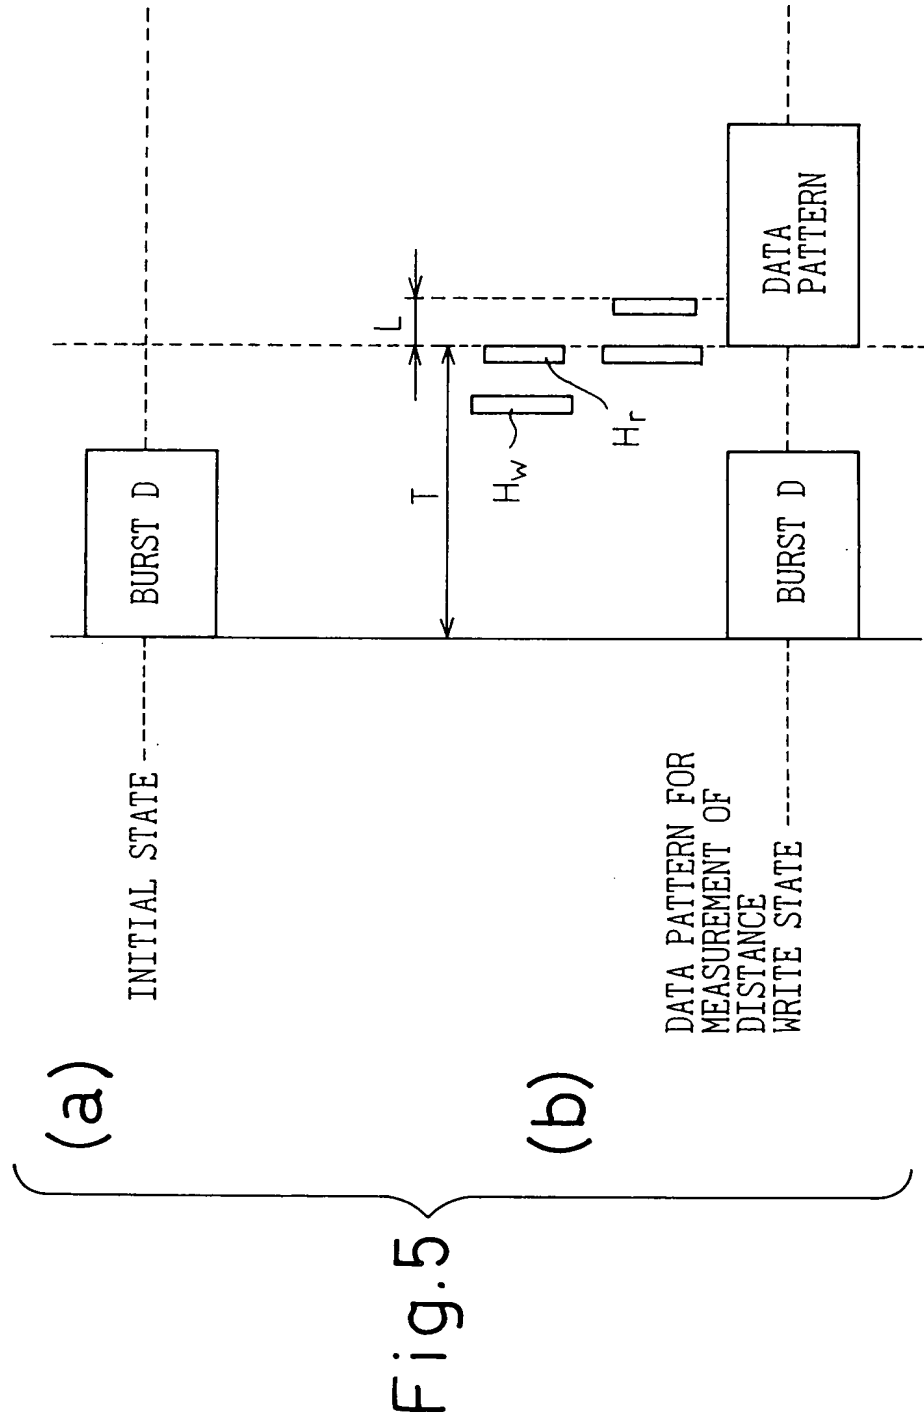 Fig.5
(a)
INITIAL STATE
BURST D
T
L
Hw
Hr
(b)
DATA PATTERN FOR
MEASUREMENT OF
DISTANCE
WRITE STATE
BURST D
DATA
PATTERN